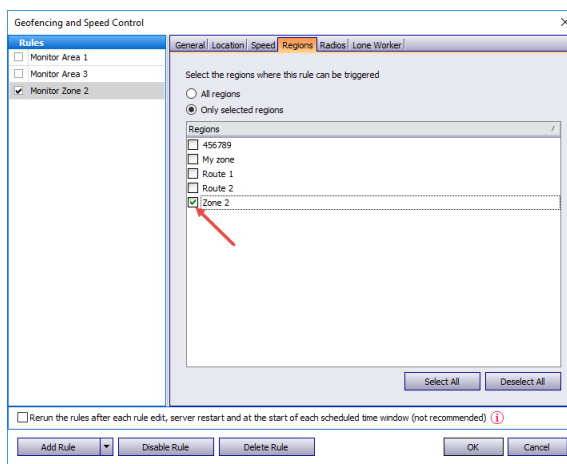 Geofencing and Speed Control
Rules
Monitor Area 1
Monitor Area 3
Monitor Zone 2
General Location Speed Regions Rados Lone Worker
Select the regions where this rule can be triggered
All regions
Only selected regions
Regions
456789
My zone
Route 1
Route 2
Zone 2
Select All Deselect All
Rerun the rules after each rule edit, server restart and at the start of each scheduled time window (not recommended)
Add Rule Disable Rule Delete Rule OK Cancel